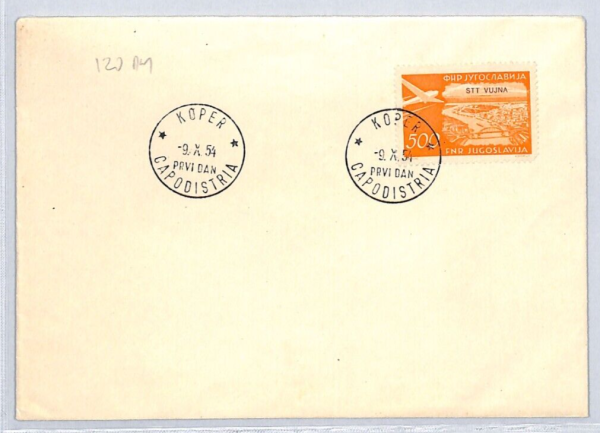 120 DM
ФНР ЈУГОСЛАВИЈА
STT VUJNA
500
FNR JUGOSLAVIJA
KOPER
-9. X. 54
PRVI DAN
CAPODISTRIA
KOPER
-9. X. 54
PRVI DAN
CAPODISTRIA